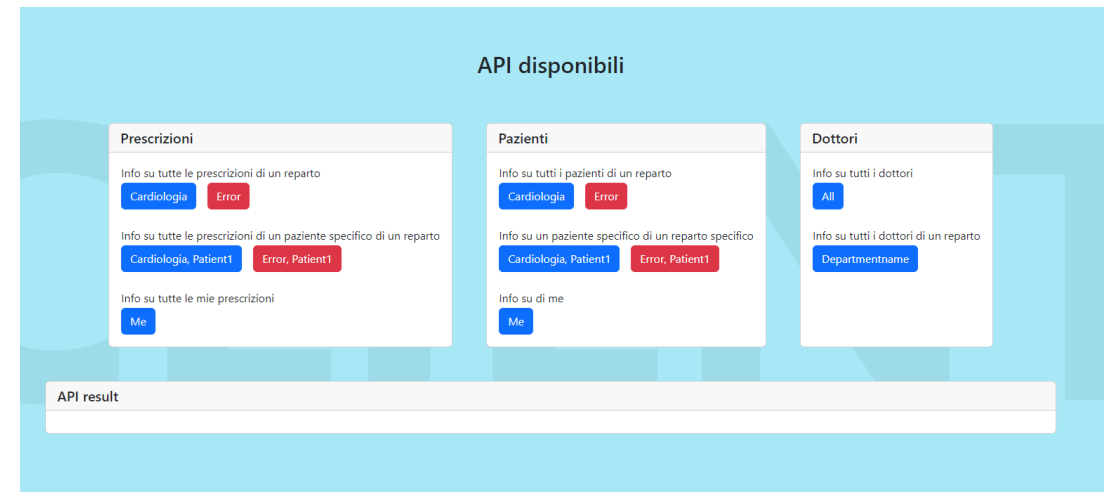 API disponibili
Prescrizioni
Info su tutte le prescrizioni di un reparto
Cardiologia Error
Info su tutte le prescrizioni di un paziente specifico di un reparto
Cardiologia, Patient1 Error, Patient1
Info su tutte le mie prescrizioni
Me
Pazienti
Info su tutti i pazienti di un reparto
Cardiologia Error
Info su un paziente specifico di un reparto specifico
Cardiologia, Patient1 Error, Patient1
Info su di me
Me
Dottori
Info su tutti i dottori
All
Info su tutti i dottori di un reparto
Departmentname
API result